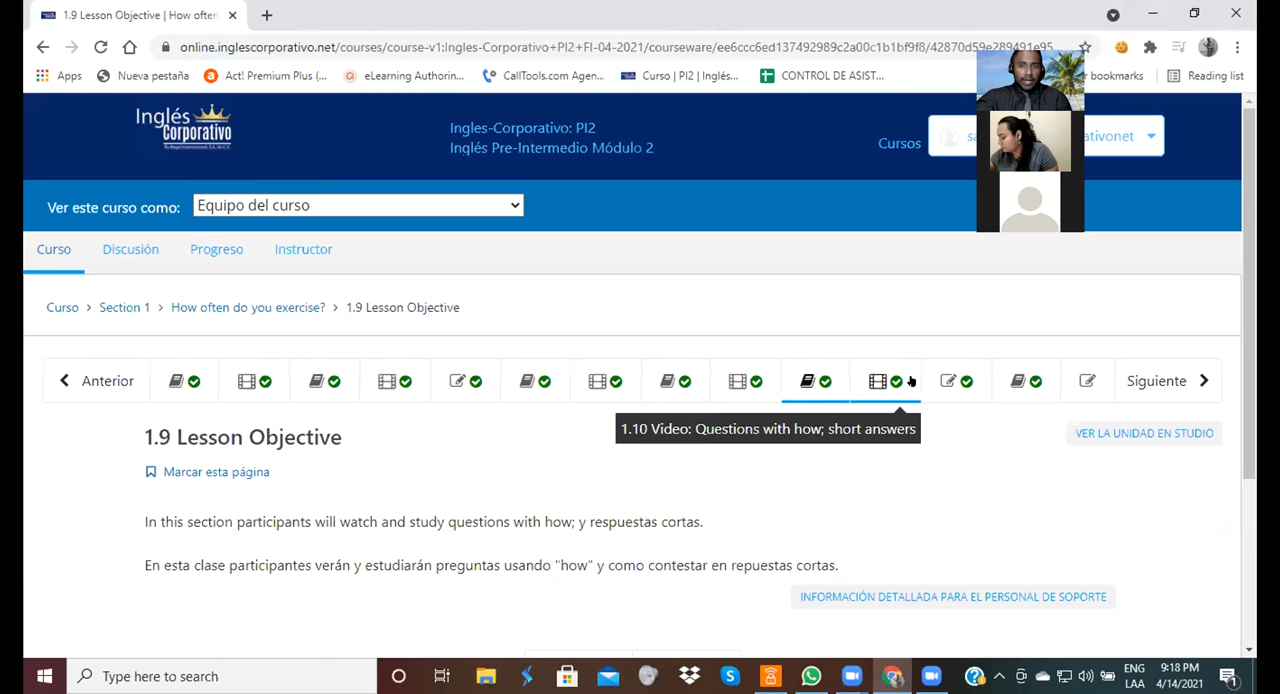 1.9 Lesson Objective | How often
online.inglescorporativo.net/courses/course-v1:Ingles-Corporativo+PI2+FI-04-2021/courseware/ee6ccc6ed137492989c2a00c1b1bf9f8/42870d59e289491e95...
Apps Nueva pestaña Act! Premium Plus (... eLearning Authorin... CallTools.com Agen... Curso | PI2 | Inglés... CONTROL DE ASIST... bookmarks Reading list
Inglés
Corporativo
Ingles-Corporativo: PI2
Inglés Pre-Intermedio Módulo 2
Cursos
ativonet
Ver este curso como: Equipo del curso
Curso Discusión Progreso Instructor
Curso > Section 1 > How often do you exercise? > 1.9 Lesson Objective
Anterior Siguiente
1.10 Video: Questions with how; short answers
1.9 Lesson Objective
VER LA UNIDAD EN STUDIO
Marcar esta página
In this section participants will watch and study questions with how; y respuestas cortas.
En esta clase participantes verán y estudiarán preguntas usando "how" y como contestar en repuestas cortas.
INFORMACIÓN DETALLADA PARA EL PERSONAL DE SOPORTE
Type here to search
ENG
LAA
9:18 PM
4/14/2021